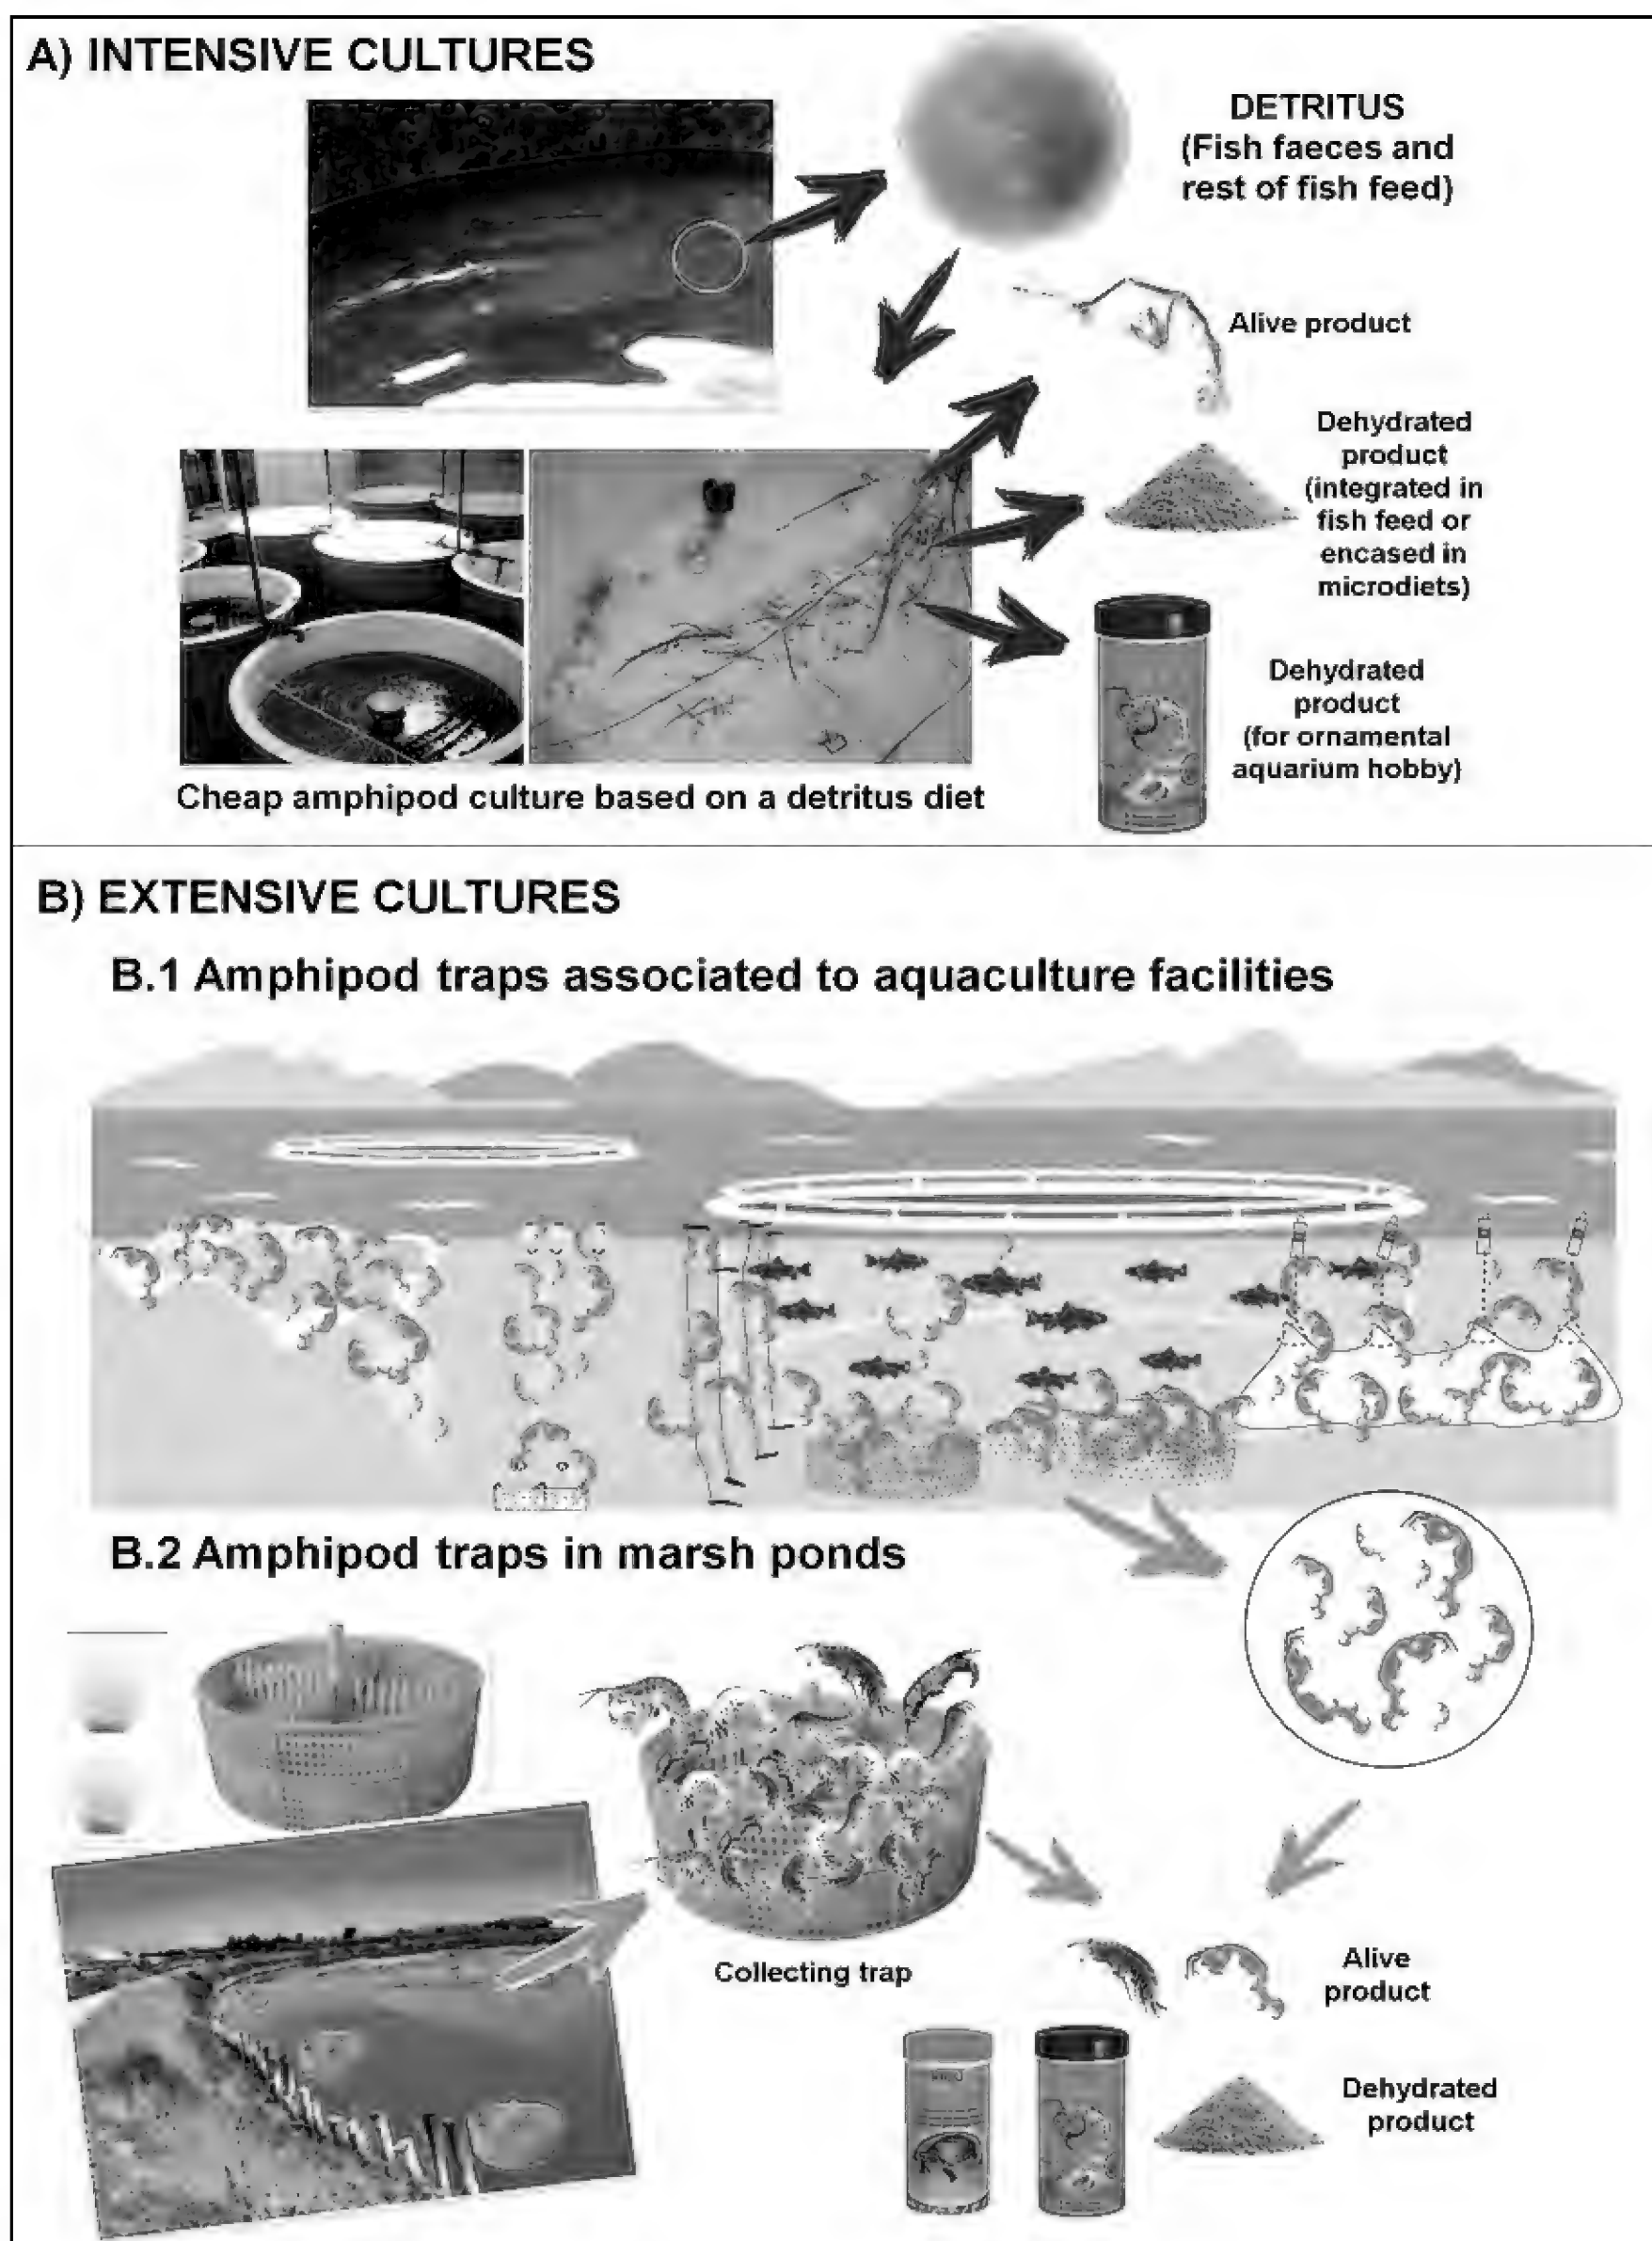 A) INTENSIVE CULTURES
DETRITUS
(Fish faeces and
rest of fish feed)
Alive product
Dehydrated
product
(integrated in
fish feed or
encased in
microdiets)
Dehydrated
product
(for ornamental
aquarium hobby)
Cheap amphipod culture based on a detritus diet
B) EXTENSIVE CULTURES
B.1 Amphipod traps associated to aquaculture facilities
B.2 Amphipod traps in marsh ponds
Collecting trap
Alive
product
Dehydrated
product